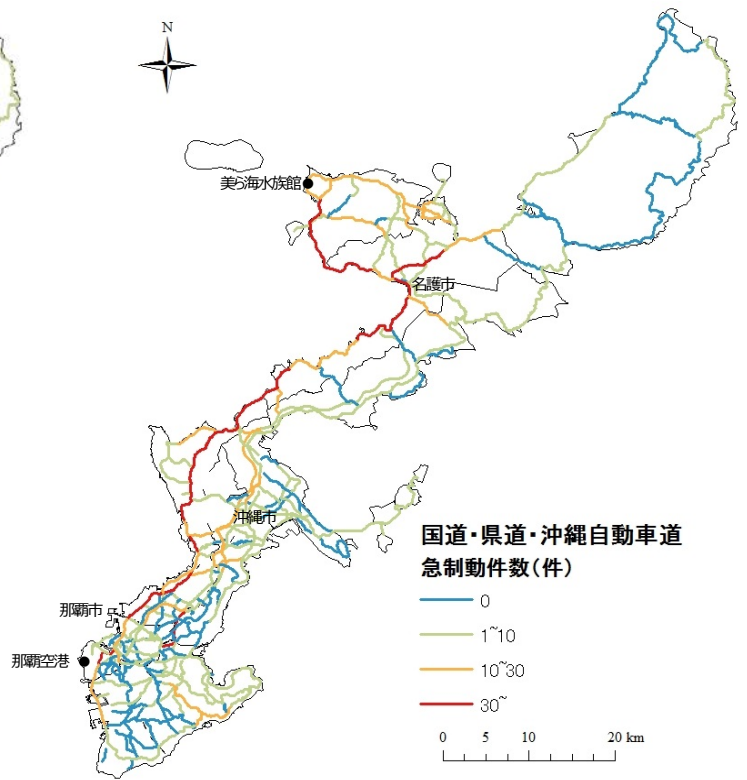 N
美ら海水族館
名護市
沖縄市
国道・県道・沖縄自動車道
急制動件数(件)
0
1~10
10~30
30~
那覇市
那覇空港
0 5 10 20 km